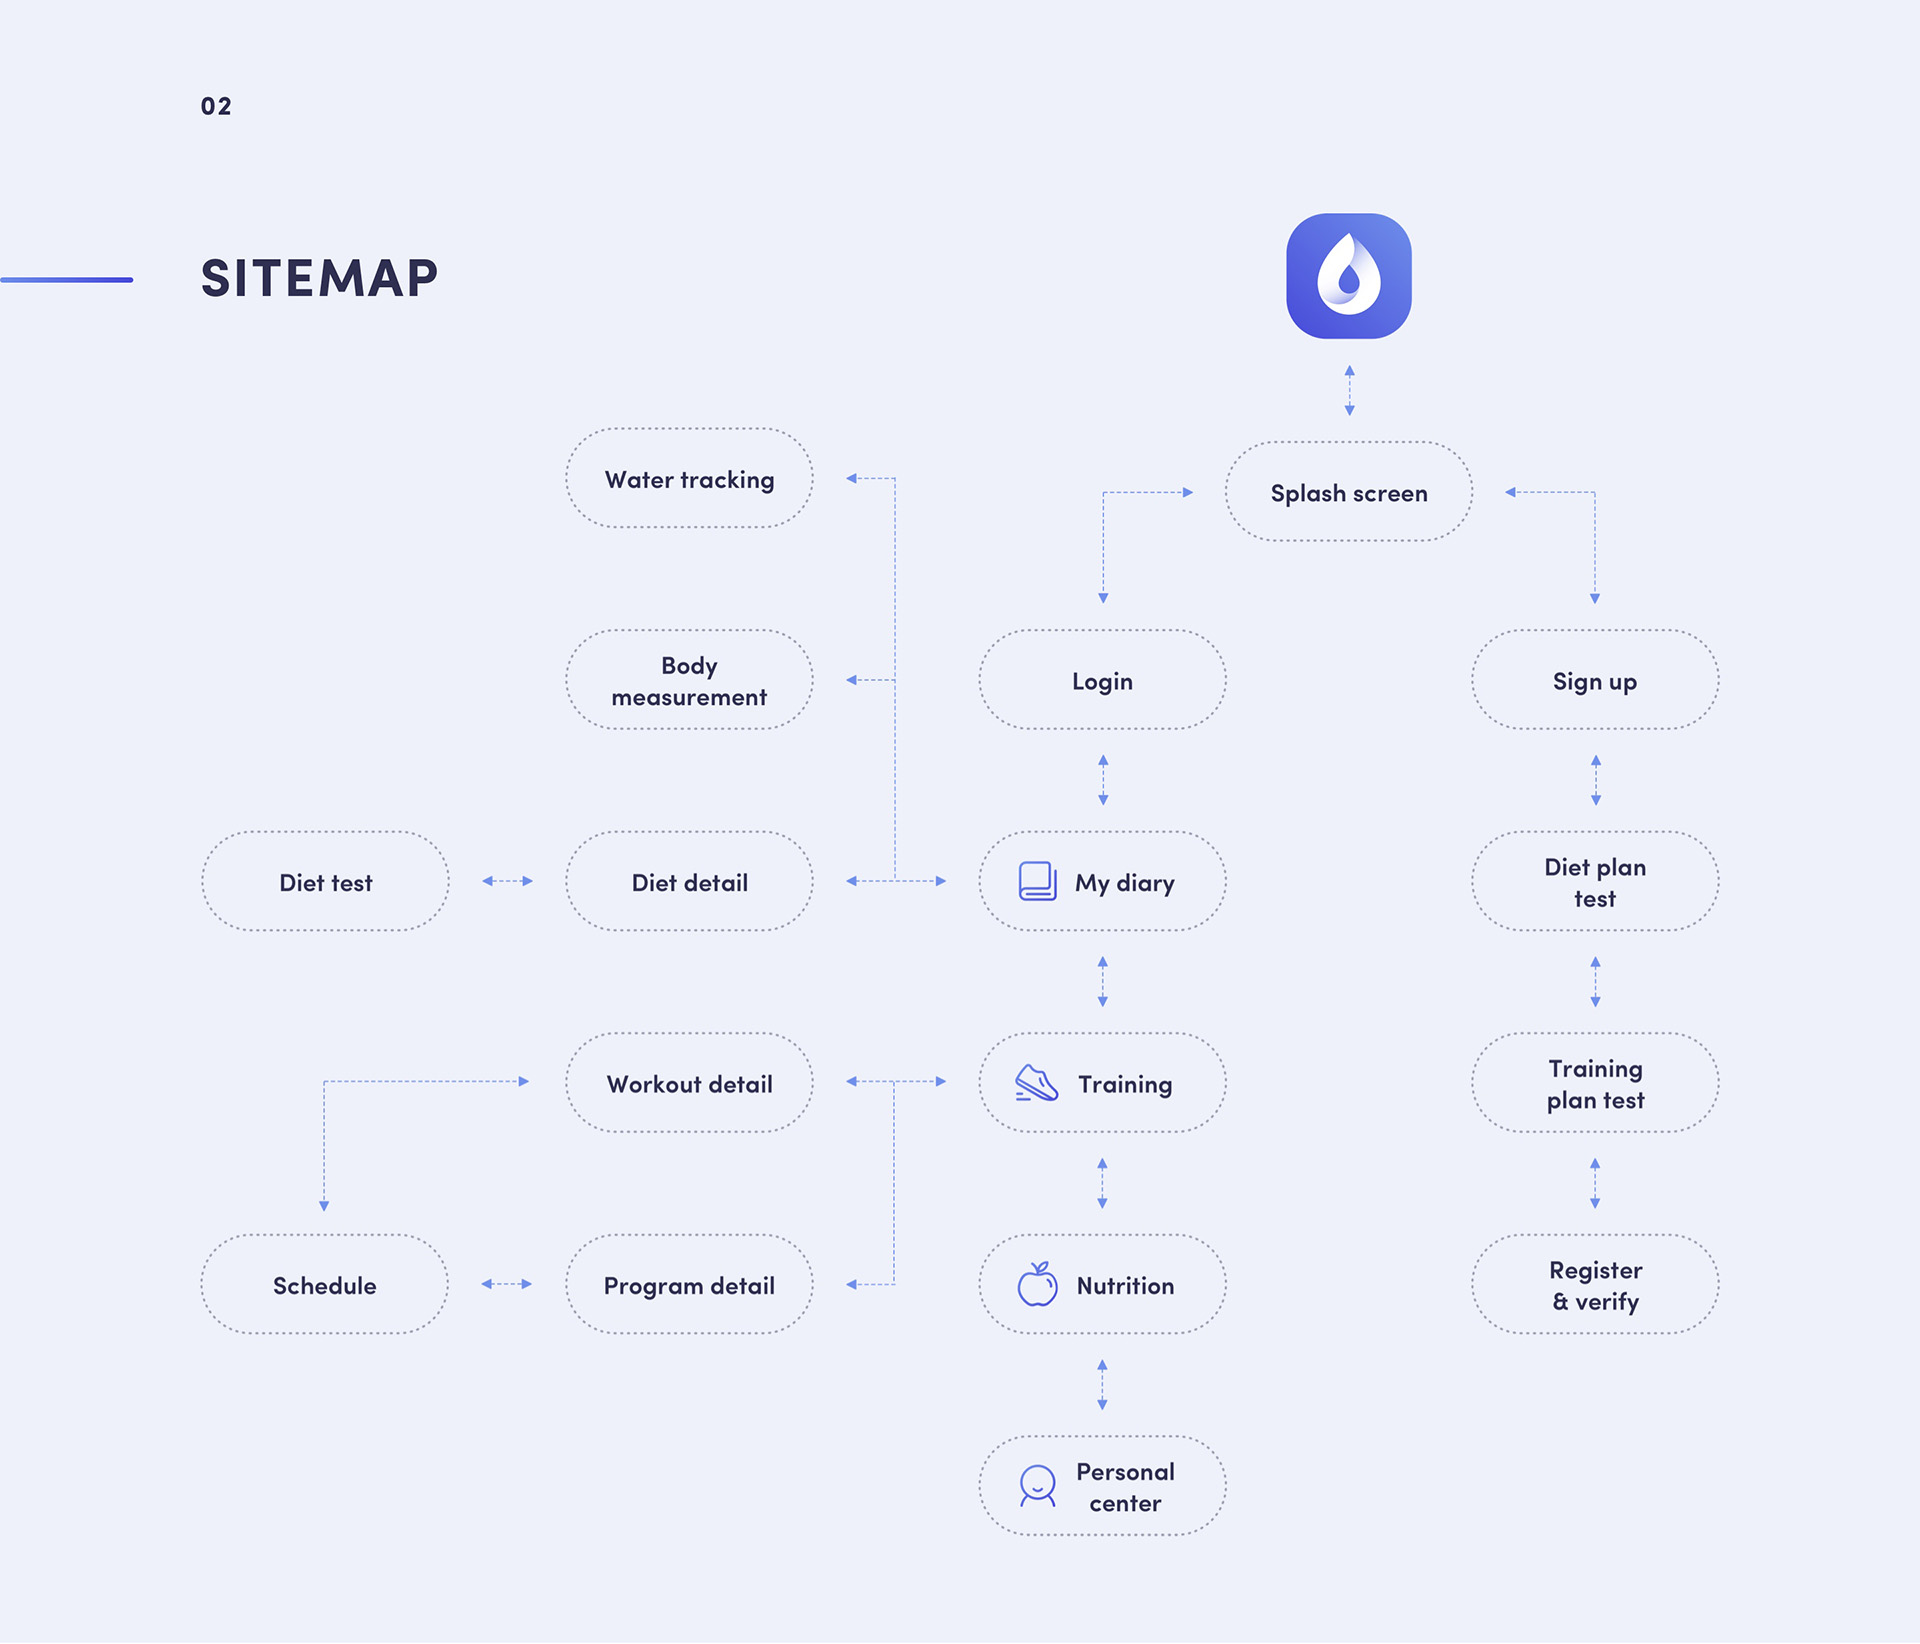 02
SITEMAP
Water tracking
Splash screen
Body
measurement
Login
Sign up
Diet test
Diet detail
My diary
Diet plan
test
Workout detail
Training
Training
plan test
Schedule
Program detail
Nutrition
Register
& verify
Personal
center